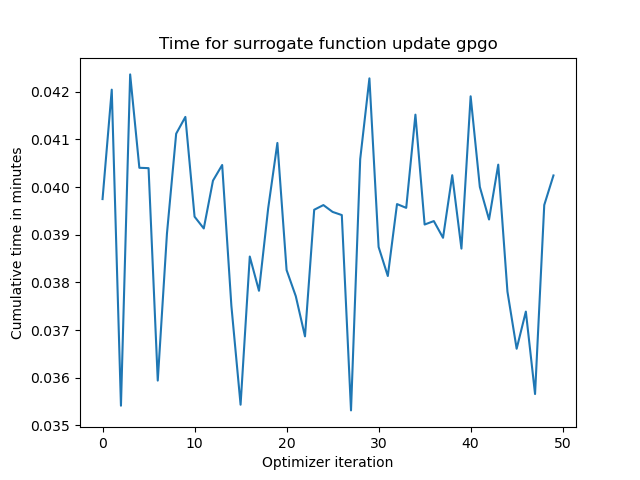 Time for surrogate function update gpgo
0.042
0.041
0.040
0.039
0.038
0.037
0.036
0.035
Cumulative time in minutes
0 10 20 30 40 50
Optimizer iteration